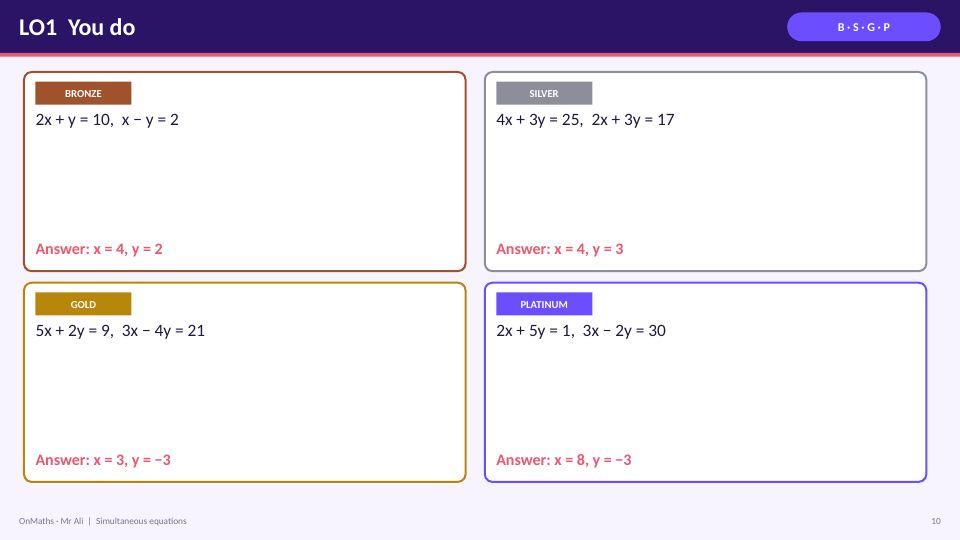 LO1  You do
B · S · G · P
BRONZE
2x + y = 10,  x − y = 2
Answer: x = 4, y = 2
SILVER
4x + 3y = 25,  2x + 3y = 17
Answer: x = 4, y = 3
GOLD
5x + 2y = 9,  3x − 4y = 21
Answer: x = 3, y = −3
PLATINUM
2x + 5y = 1,  3x − 2y = 30
Answer: x = 8, y = −3
OnMaths · Mr Ali  |  Simultaneous equations
10